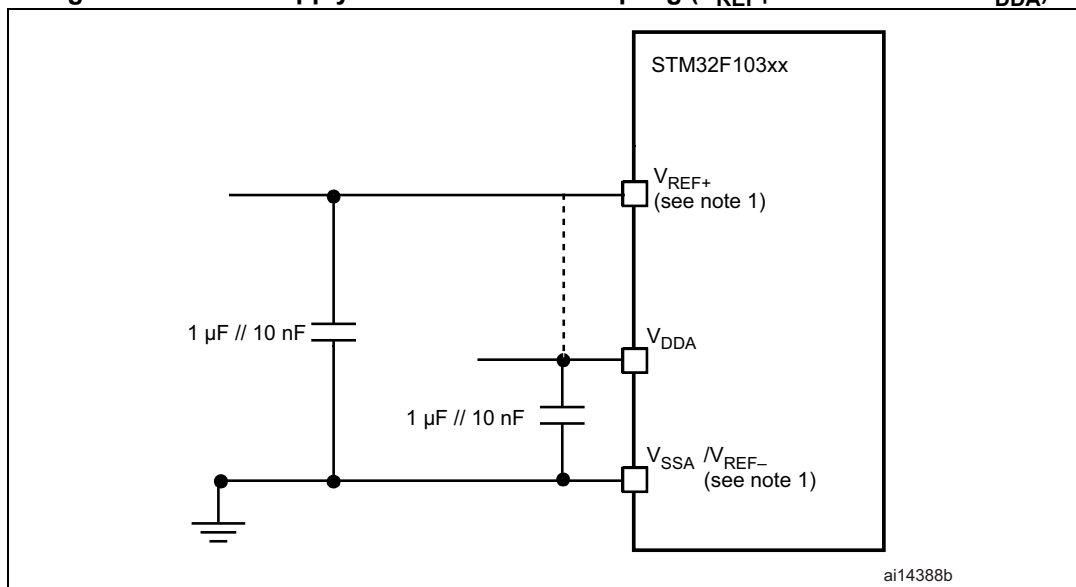 STM32F103xx
VREF+
(see note 1)
1 µF // 10 nF
VDDA
1 µF // 10 nF
VSSA /VREF–
(see note 1)
ai14388b